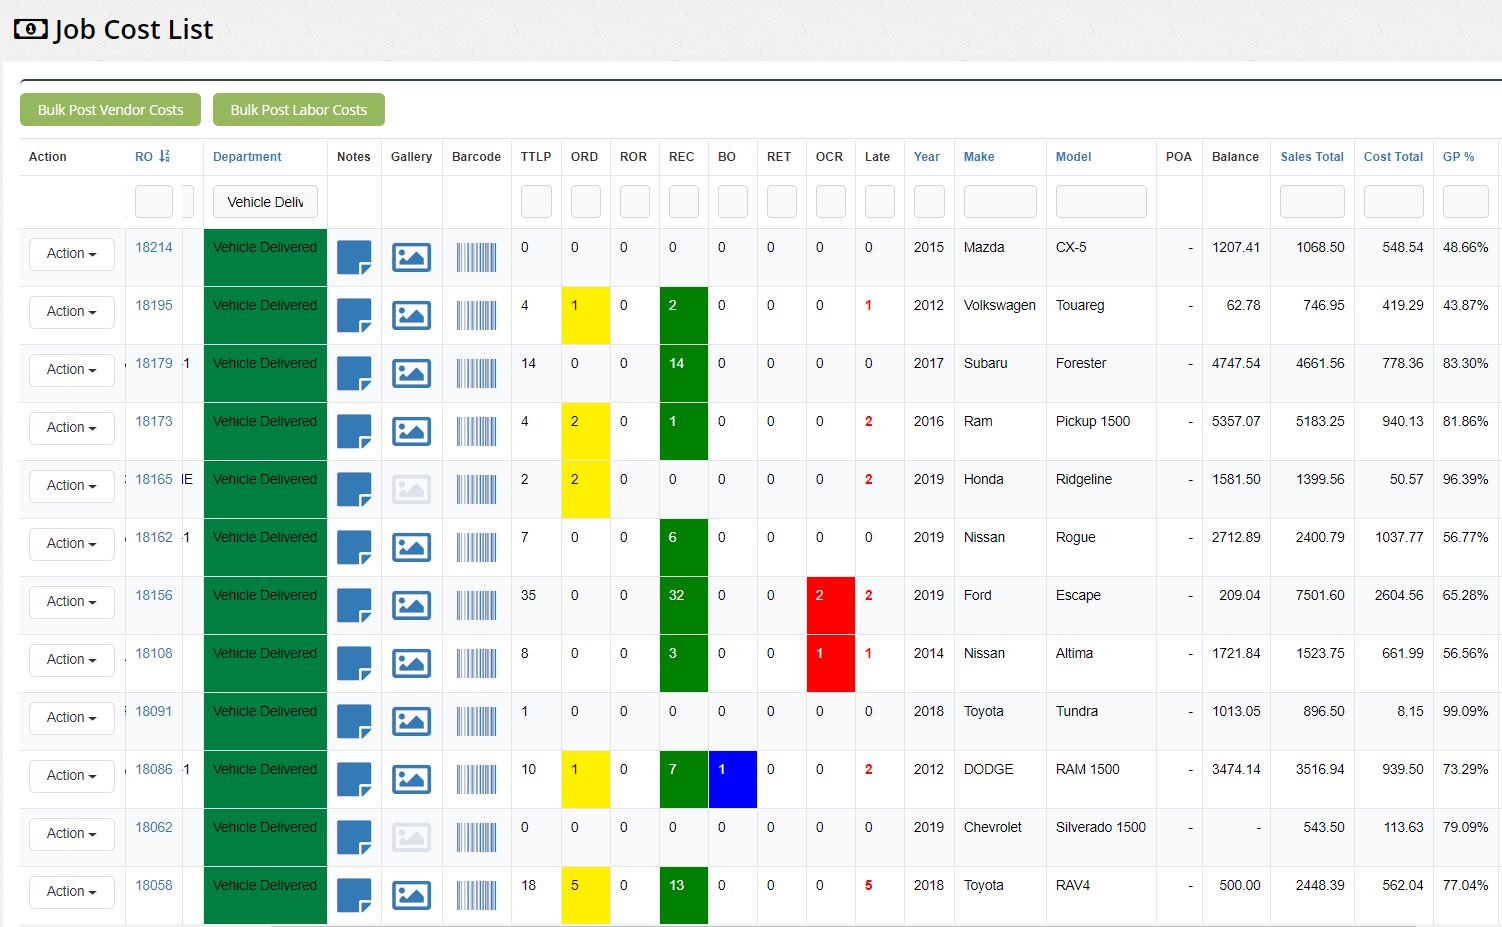 Job Cost List
Bulk Post Vendor Costs Bulk Post Labor Costs
Action RO Department Notes Gallery Barcode TTLP ORD ROR REC BO RET OCR Late Year Make Model POA Balance Sales Total Cost Total GP %
Vehicle Deliv
Action 18214 Vehicle Delivered 0 0 0 0 0 0 0 0 2015 Mazda CX-5 - 1207.41 1068.50 548.54 48.66%
Action 18195 Vehicle Delivered 4 1 0 2 0 0 0 1 2012 Volkswagen Touareg - 62.78 746.95 419.29 43.87%
Action 18179 -1 Vehicle Delivered 14 0 0 14 0 0 0 0 2017 Subaru Forester - 4747.54 4661.56 778.36 83.30%
Action 18173 Vehicle Delivered 4 2 0 1 0 0 0 2 2016 Ram Pickup 1500 - 5357.07 5183.25 940.13 81.86%
Action 18165 IE Vehicle Delivered 2 2 0 0 0 0 0 2 2019 Honda Ridgeline - 1581.50 1399.56 50.57 96.39%
Action 18162 -1 Vehicle Delivered 7 0 0 6 0 0 0 0 2019 Nissan Rogue - 2712.89 2400.79 1037.77 56.77%
Action 18156 Vehicle Delivered 35 0 0 32 0 0 2 2 2019 Ford Escape - 209.04 7501.60 2604.56 65.28%
Action 18108 Vehicle Delivered 8 0 0 3 0 0 1 1 2014 Nissan Altima - 1721.84 1523.75 661.99 56.56%
Action 18091 Vehicle Delivered 1 0 0 0 0 0 0 0 2018 Toyota Tundra - 1013.05 896.50 8.15 99.09%
Action 18086 -1 Vehicle Delivered 10 1 0 7 1 0 0 2 2012 DODGE RAM 1500 - 3474.14 3516.94 939.50 73.29%
Action 18062 Vehicle Delivered 0 0 0 0 0 0 0 0 2019 Chevrolet Silverado 1500 - - 543.50 113.63 79.09%
Action 18058 Vehicle Delivered 18 5 0 13 0 0 0 5 2018 Toyota RAV4 - 500.00 2448.39 562.04 77.04%